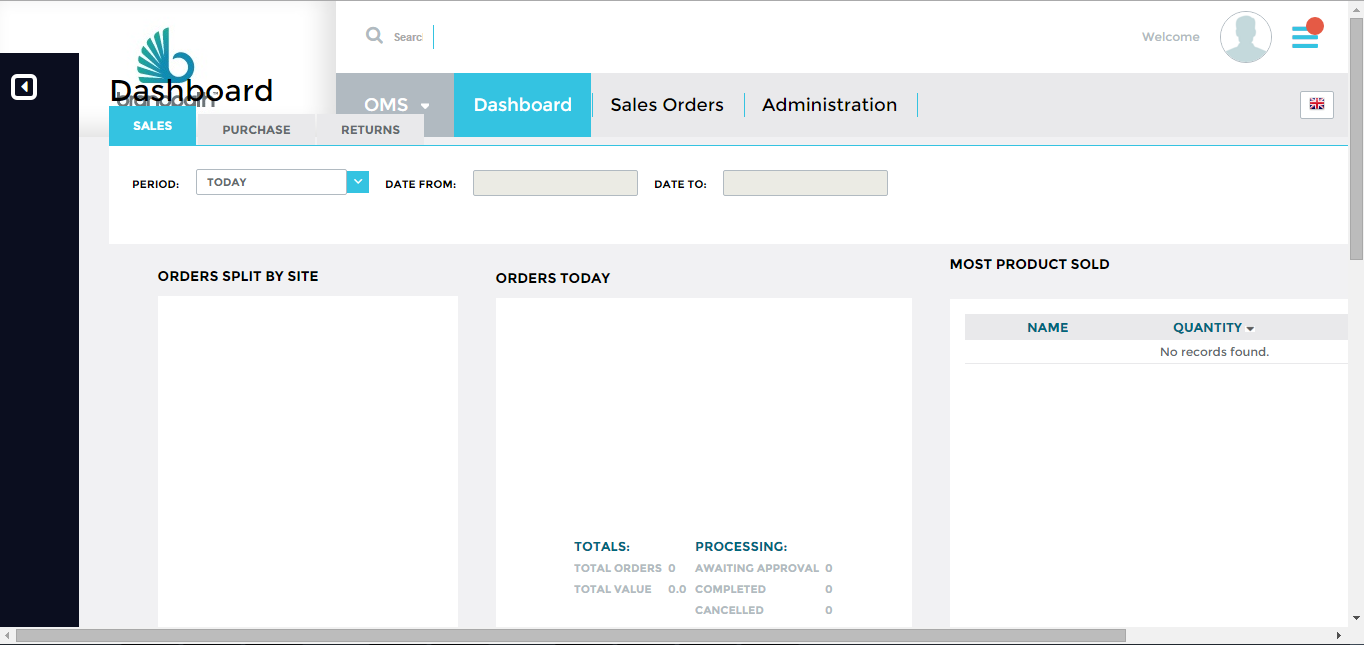 Searc
Welcome
Dashboard
OMS
Dashboard
Sales Orders
Administration
SALES
PURCHASE
RETURNS
PERIOD:
TODAY
DATE FROM:
DATE TO:
ORDERS SPLIT BY SITE
ORDERS TODAY
MOST PRODUCT SOLD
NAME
QUANTITY
No records found.
TOTALS:
PROCESSING:
TOTAL ORDERS 0
AWAITING APPROVAL 0
TOTAL VALUE 0.0
COMPLETED 0
CANCELLED 0